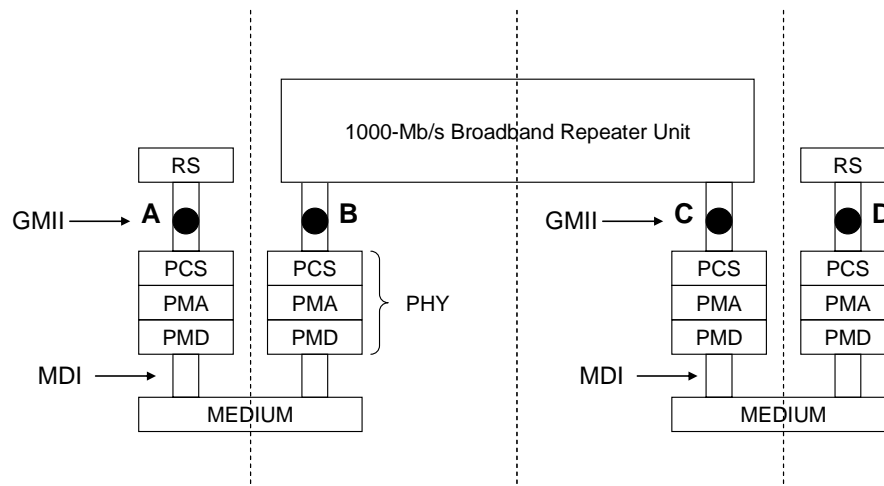 1000-Mb/s Broadband Repeater Unit
RS
RS
GMII
A
B
GMII
C
D
PCS
PCS
PCS
PCS
PMA
PMA
PHY
PMA
PMA
PMD
PMD
PMD
PMD
MDI
MDI
MEDIUM
MEDIUM